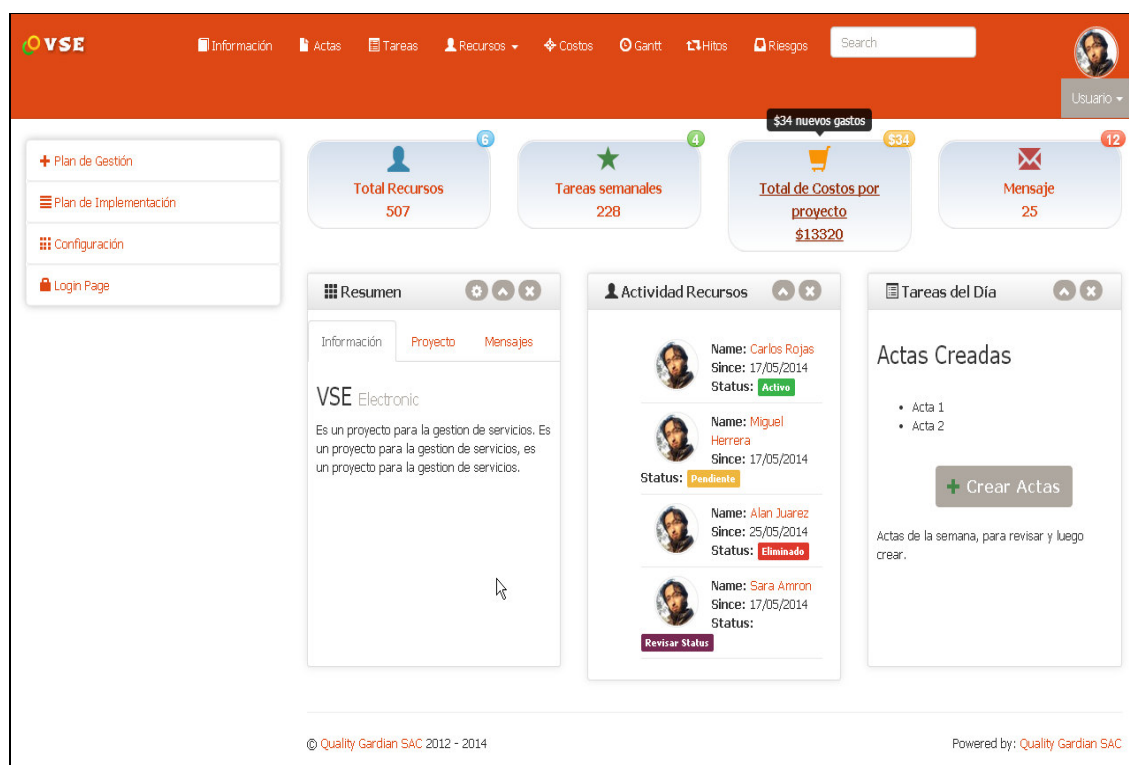 VSE
Información Actas Tareas Recursos Costos Gantt Hitos Riesgos Search
Usuario
$34 nuevos gastos
Plan de Gestión
Plan de Implementación
Configuración
Login Page
6
Total Recursos
507
4
Tareas semanales
228
$34
Total de Costos por
proyecto
$13320
12
Mensaje
25
Resumen
Información Proyecto Mensajes
VSE Electronic
Es un proyecto para la gestion de servicios. Es
un proyecto para la gestion de servicios, es
un proyecto para la gestion de servicios.
Actividad Recursos
Name: Carlos Rojas
Since: 17/05/2014
Status: Activo
Name: Miguel
Herrera
Since: 17/05/2014
Status: Pendiente
Name: Alan Juarez
Since: 25/05/2014
Status: Eliminado
Name: Sara Amron
Since: 17/05/2014
Status:
Revisar Status
Tareas del Día
Actas Creadas
• Acta 1
• Acta 2
Crear Actas
Actas de la semana, para revisar y luego
crear.
© Quality Gardian SAC 2012 - 2014
Powered by: Quality Gardian SAC